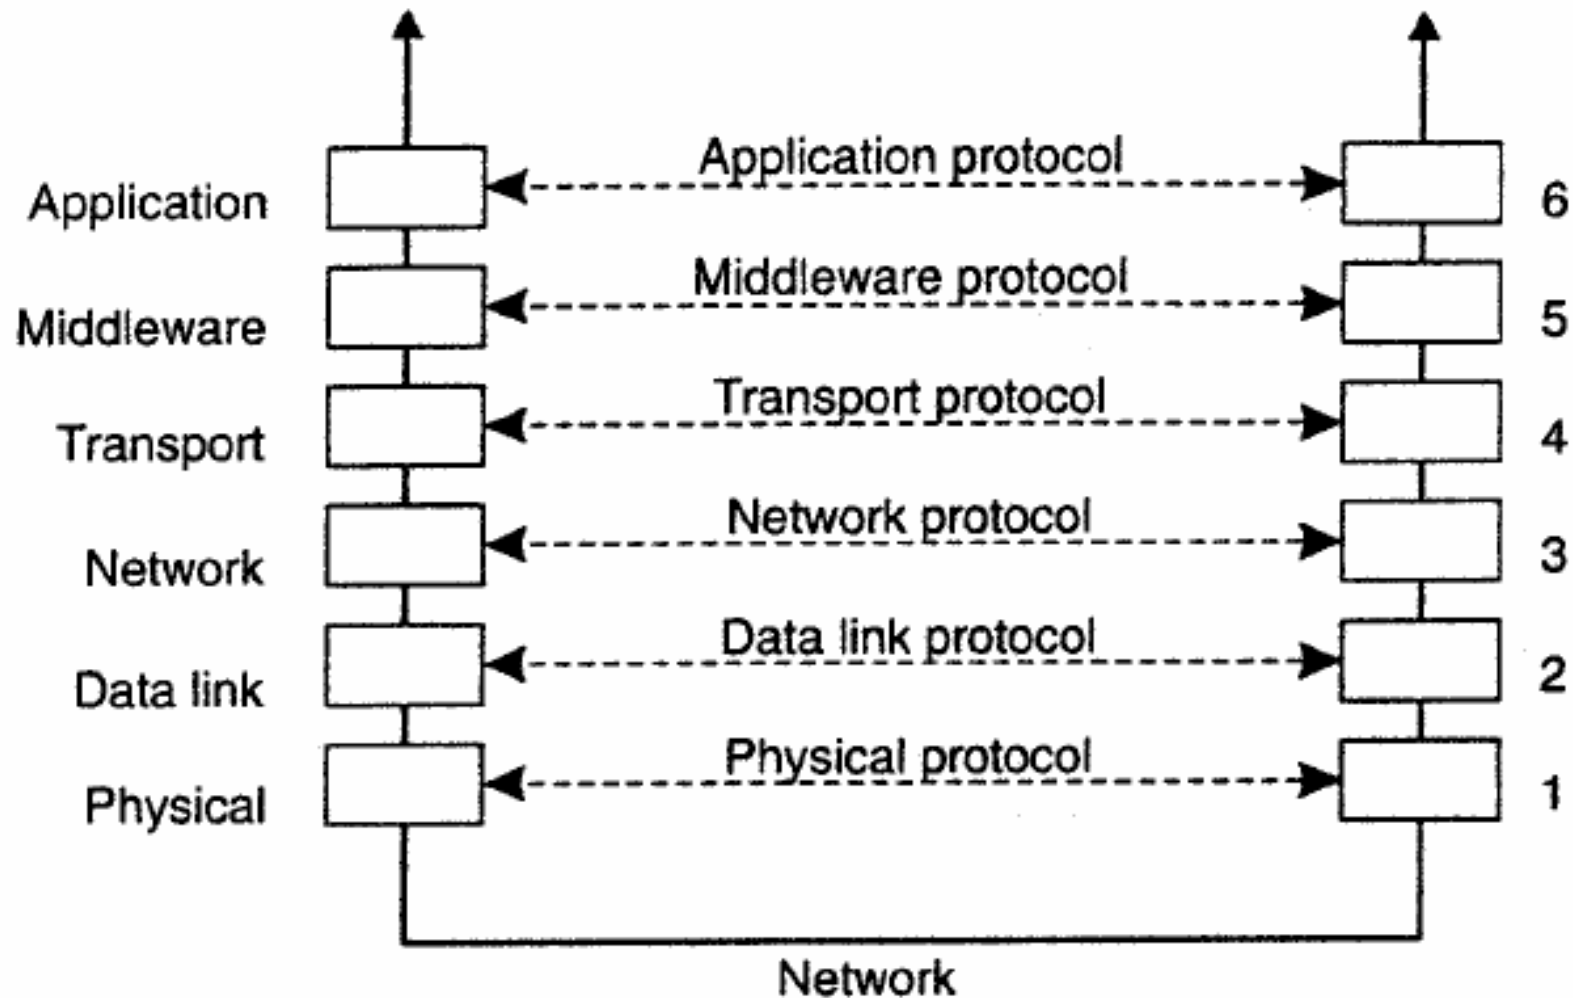 Application protocol
Application
6
Middleware protocol
Middleware
5
Transport protocol
Transport
4
Network protocol
Network
3
Data link protocol
Data link
2
Physical protocol
Physical
1
Network